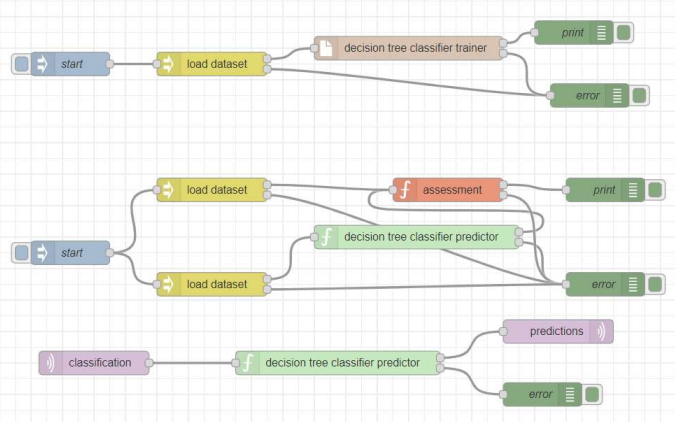 print
decision tree classifier trainer
start
load dataset
error
load dataset
assessment
print
decision tree classifier predictor
start
load dataset
error
predictions
classification
decision tree classifier predictor
error